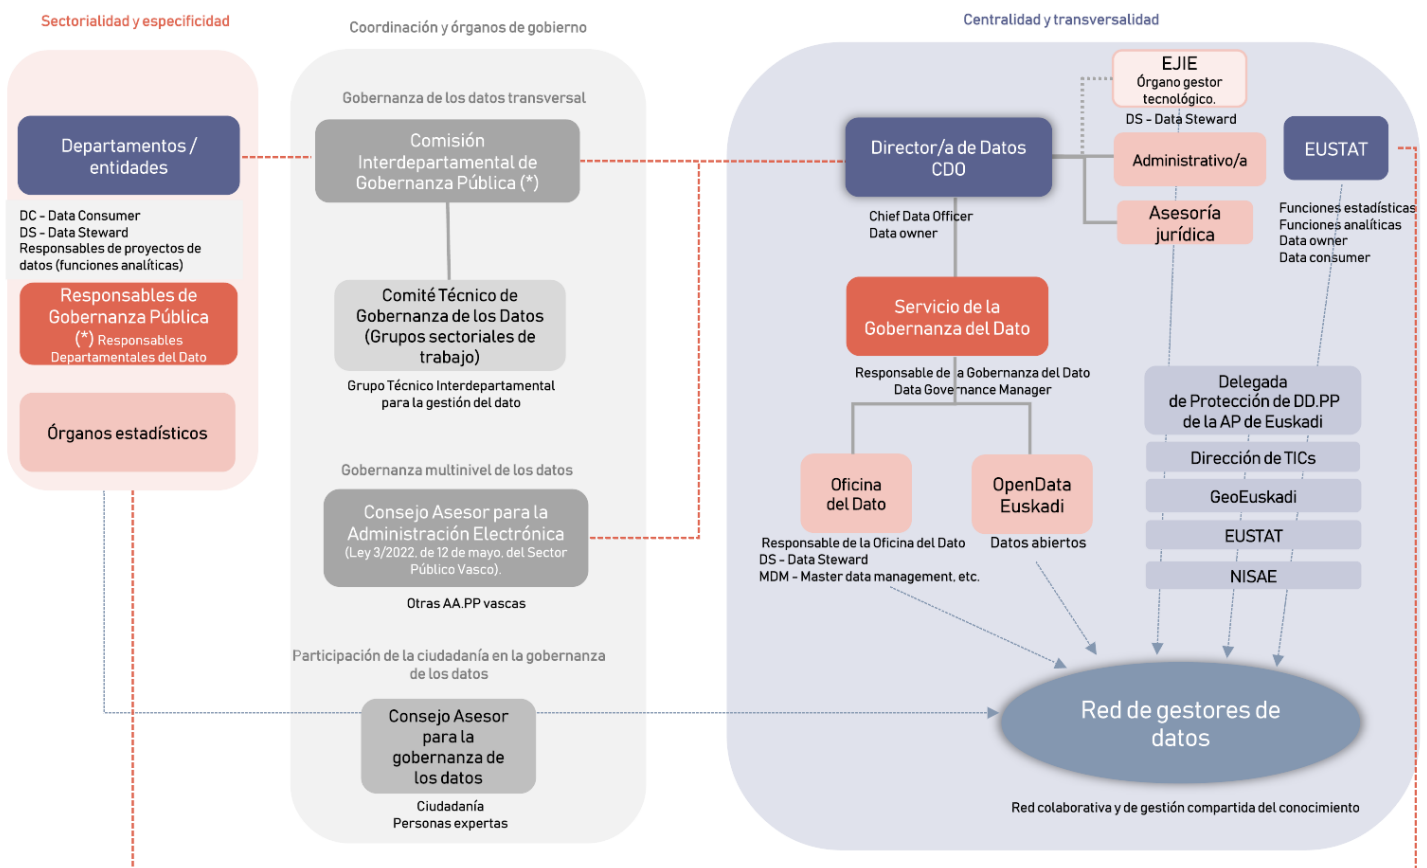 Sectorialidad y especificidad
Departamentos /
entidades
DC - Data Consumer
DS - Data Steward
Responsables de proyectos de
datos (funciones analíticas)
Responsables de
Gobernanza Pública
(*) Responsables
Departamentales del Dato
Órganos estadísticos
Coordinación y órganos de gobierno
Gobernanza de los datos transversal
Comisión
Interdepartamental de
Gobernanza Pública (*)
Comité Técnico de
Gobernanza de los Datos
(Grupos sectoriales de
trabajo)
Grupo Técnico Interdepartamental
para la gestión del dato
Gobernanza multinivel de los datos
Consejo Asesor para la
Administración Electrónica
(Ley 3/2022, de 12 de mayo, del Sector
Público Vasco).
Otras AA.PP vascas
Participación de la ciudadanía en la gobernanza
de los datos
Consejo Asesor
para la
gobernanza de
los datos
Ciudadanía
Personas expertas
Centralidad y transversalidad
EJIE
Órgano gestor
tecnológico.
DS - Data Steward
Director/a de Datos
CDO
Chief Data Officer
Data owner
Administrativo/a
Asesoría
jurídica
EUSTAT
Funciones estadísticas
Funciones analíticas
Data owner
Data consumer
Servicio de la
Gobernanza del Dato
Responsable de la Gobernanza del Dato
Data Governance Manager
Oficina
del Dato
Responsable de la Oficina del Dato
DS - Data Steward
MDM - Master data management, etc.
OpenData
Euskadi
Datos abiertos
Delegada
de Protección de DD.PP
de la AP de Euskadi
Dirección de TICs
GeoEuskadi
EUSTAT
NISAE
Red de gestores de
datos
Red colaborativa y de gestión compartida del conocimiento